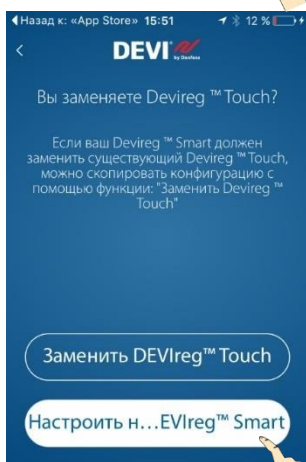 Назад к: «App Store» 15:51 12 %
DEVI
by Danfoss
Вы заменяете Devireg ™ Touch?
Если ваш Devireg ™ Smart должен
заменить существующий Devireg ™ Touch,
можно скопировать конфигурацию с
помощью функции: "Заменить Devireg ™
Touch"
Заменить DEVIreg™ Touch
Настроить н…EVIreg™ Smart